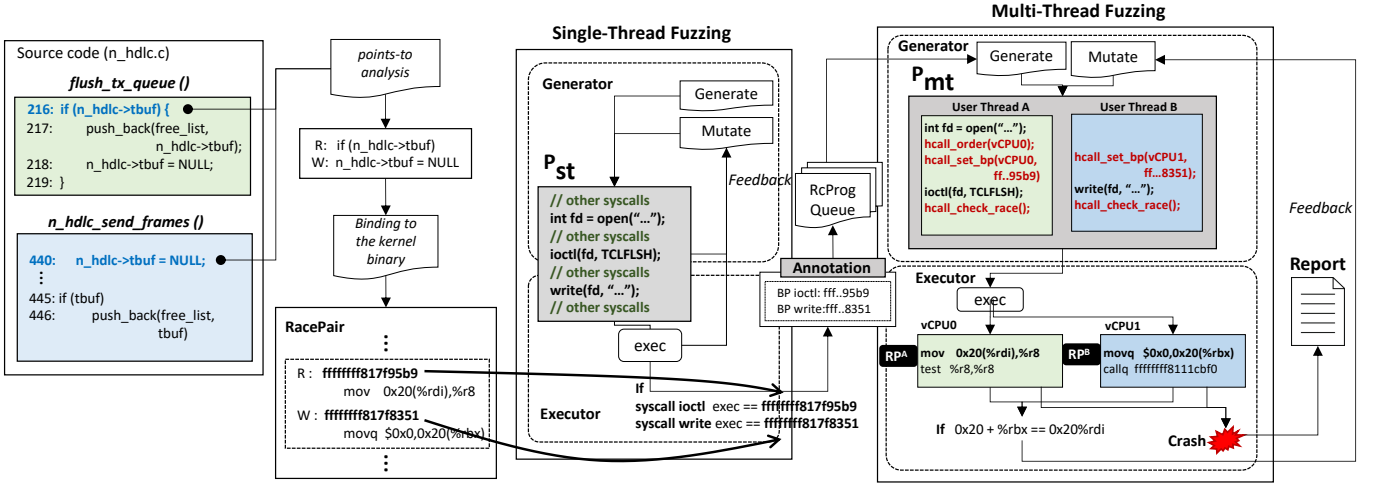 Source code (n_hdlc.c)
flush_tx_queue ()
216: if (n_hdlc->tbuf) {
217: push_back(free_list,
n_hdlc->tbuf);
218: n_hdlc->tbuf = NULL;
219: }
n_hdlc_send_frames ()
440: n_hdlc->tbuf = NULL;
⋮
445: if (tbuf)
446: push_back(free_list,
tbuf)
points-to
analysis
R: if (n_hdlc->tbuf)
W: n_hdlc->tbuf = NULL
Binding to
the kernel
binary
RacePair
⋮
R : ffffffff817f95b9
mov 0x20(%rdi),%r8
W : ffffffff817f8351
movq $0x0,0x20(%rbx)
⋮
Single-Thread Fuzzing
Generator
Generate
Mutate
Pst
Feedback
// other syscalls
int fd = open(“…”);
// other syscalls
ioctl(fd, TCLFLSH);
// other syscalls
write(fd, “…”);
// other syscalls
exec
Executor
If
syscall ioctl exec == ffffffff817f95b9
syscall write exec == ffffffff817f8351
RcProg
Queue
Annotation
BP ioctl: fff..95b9
BP write:fff..8351
Multi-Thread Fuzzing
Generator
Generate
Mutate
Pmt
User Thread A
int fd = open(“…”);
hcall_order(vCPU0);
hcall_set_bp(vCPU0,
ff..95b9)
ioctl(fd, TCLFLSH);
hcall_check_race();
User Thread B
hcall_set_bp(vCPU1,
ff...8351);
write(fd, “…”);
hcall_check_race();
Executor
exec
vCPU0
RPA
mov 0x20(%rdi),%r8
test %r8,%r8
vCPU1
RPB
movq $0x0,0x20(%rbx)
callq ffffffff8111cbf0
If 0x20 + %rbx == 0x20%rdi
Crash
Feedback
Report